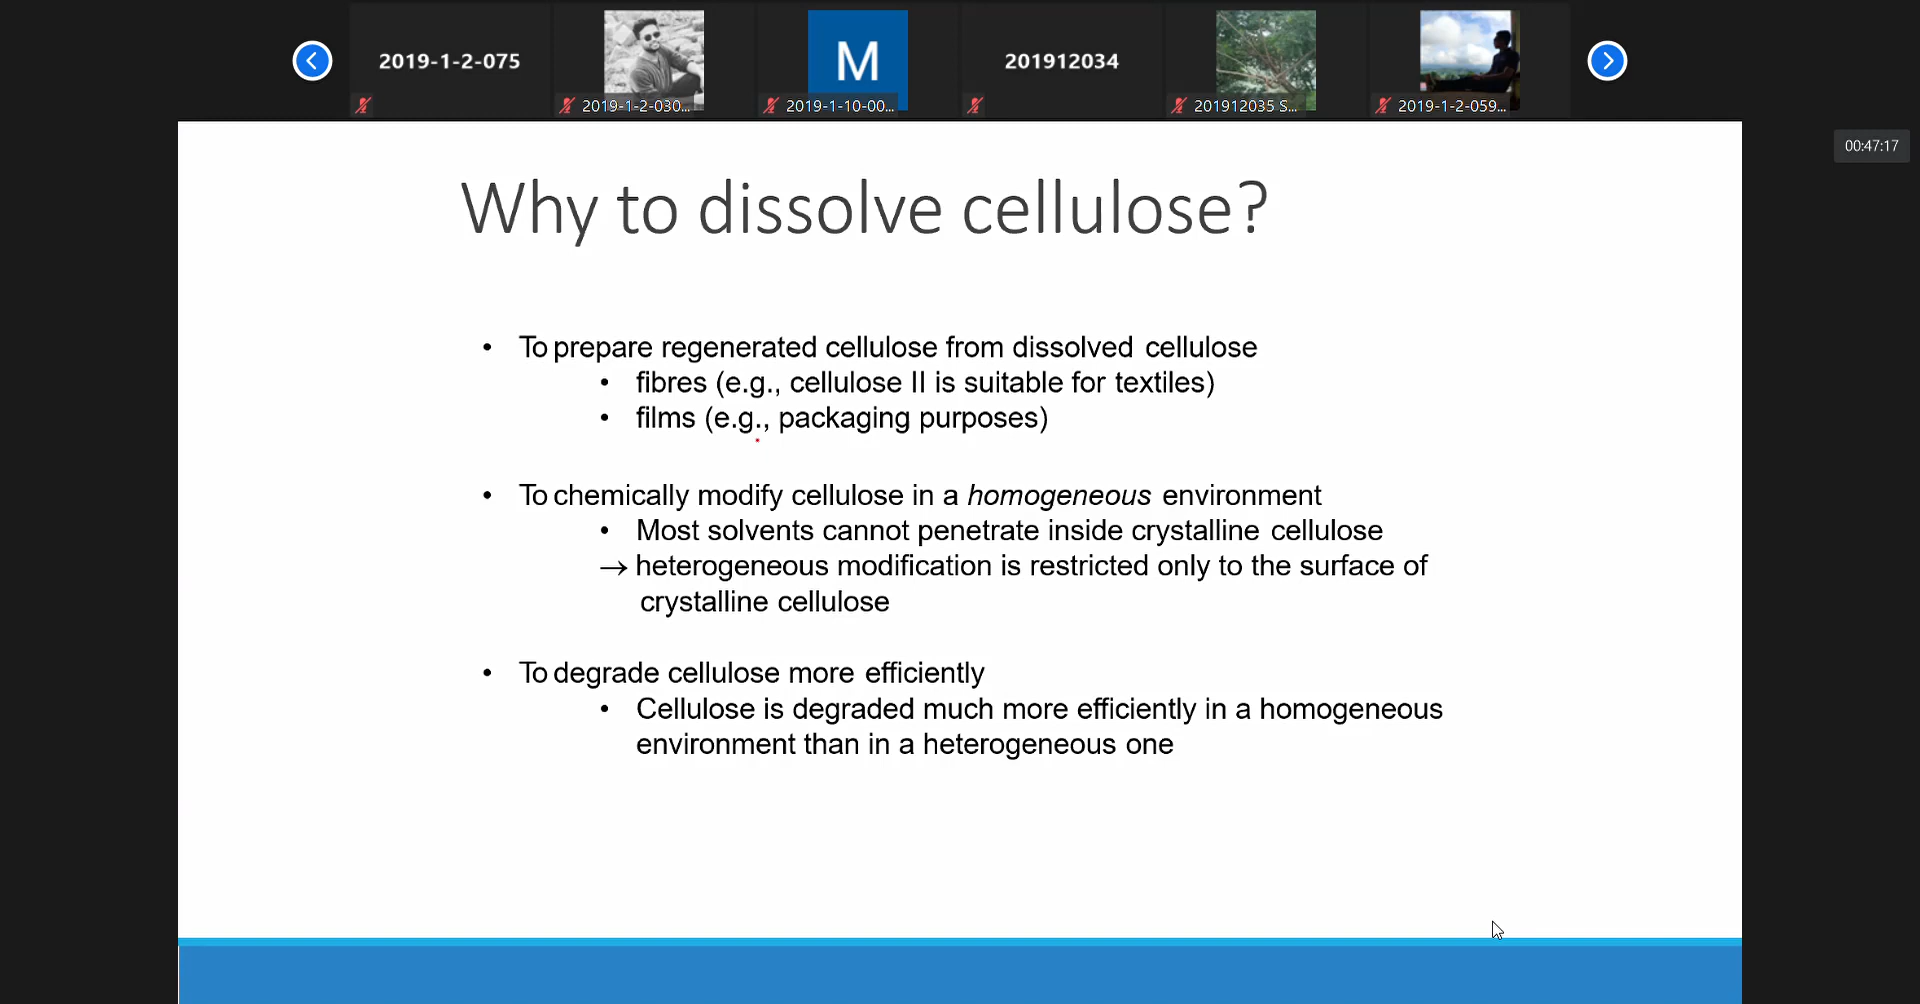 2019-1-2-075
M
201912034
2019-1-2-030...
2019-1-10-00...
201912035 S...
2019-1-2-059...
00:47:17
Why to dissolve cellulose?
• To prepare regenerated cellulose from dissolved cellulose
• fibres (e.g., cellulose II is suitable for textiles)
• films (e.g., packaging purposes)
• To chemically modify cellulose in a homogeneous environment
• Most solvents cannot penetrate inside crystalline cellulose
→ heterogeneous modification is restricted only to the surface of
crystalline cellulose
• To degrade cellulose more efficiently
• Cellulose is degraded much more efficiently in a homogeneous
environment than in a heterogeneous one